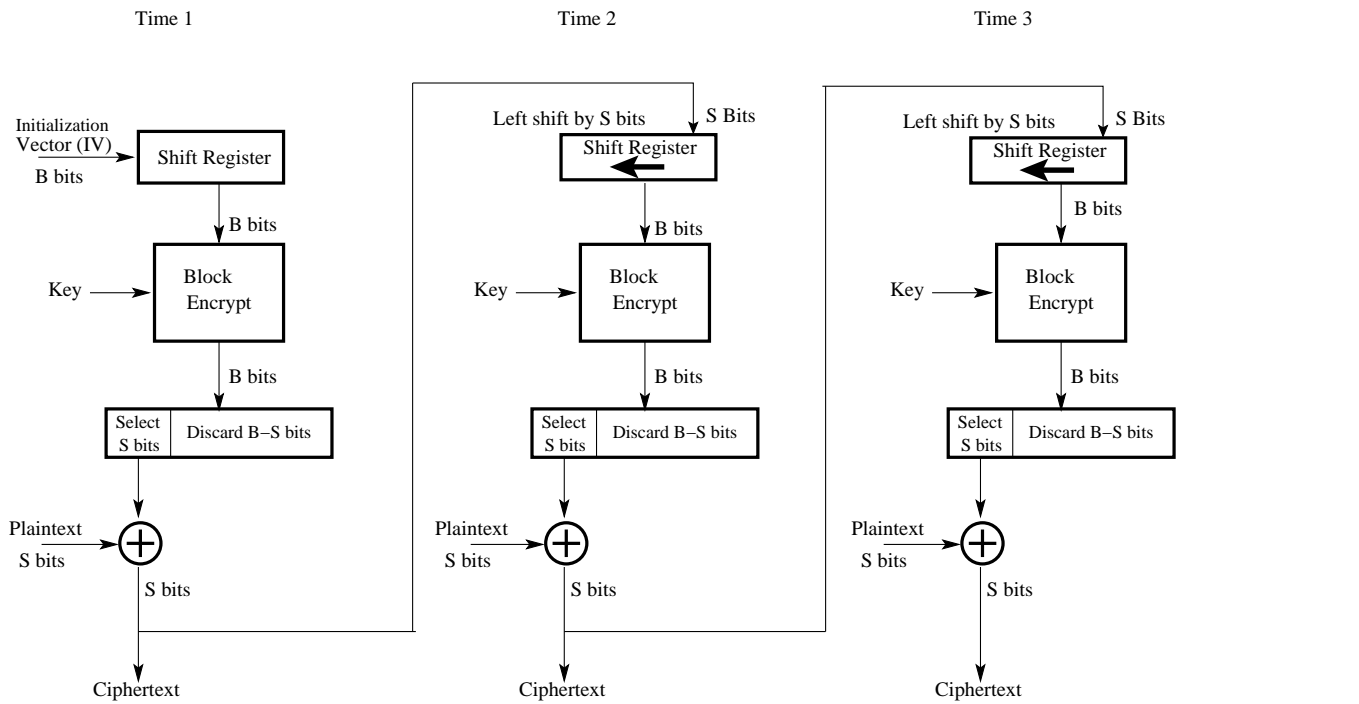 Time 1
Time 2
Time 3
Initialization
Vector (IV)
B bits
Shift Register
B bits
Key
Block
Encrypt
B bits
Select
S bits
Discard B−S bits
Plaintext
S bits
S bits
Ciphertext
Left shift by S bits
S Bits
Shift Register
B bits
Key
Block
Encrypt
B bits
Select
S bits
Discard B−S bits
Plaintext
S bits
S bits
Ciphertext
Left shift by S bits
S Bits
Shift Register
B bits
Key
Block
Encrypt
B bits
Select
S bits
Discard B−S bits
Plaintext
S bits
S bits
Ciphertext